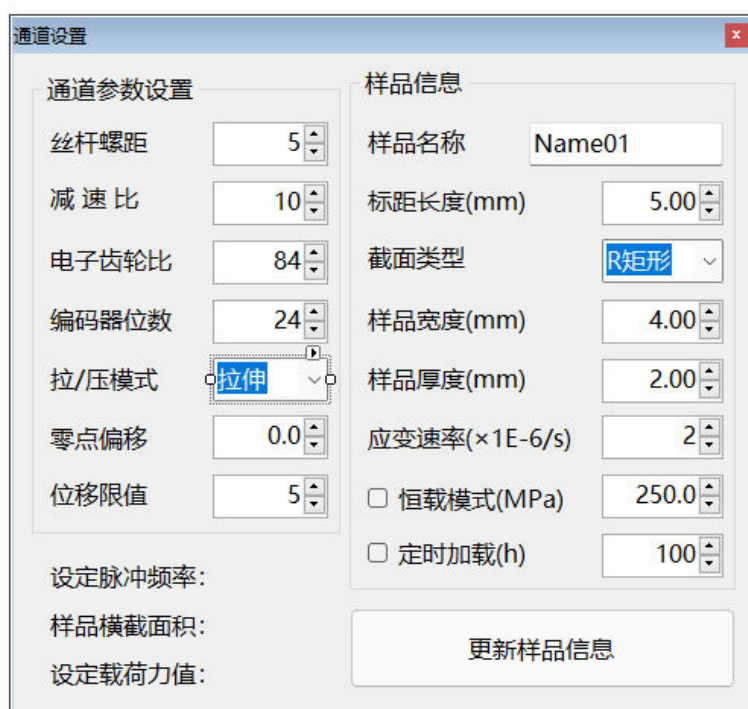 通道设置
通道参数设置
丝杆螺距 5
减 速 比 10
电子齿轮比 84
编码器位数 24
拉/压模式 拉伸
零点偏移 0.0
位移限值 5
设定脉冲频率:
样品横截面积:
设定载荷力值:
样品信息
样品名称 Name01
标距长度(mm) 5.00
截面类型 R矩形
样品宽度(mm) 4.00
样品厚度(mm) 2.00
应变速率(×1E-6/s) 2
恒载模式(MPa) 250.0
定时加载(h) 100
更新样品信息